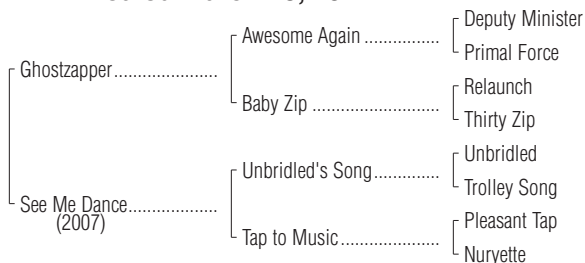 Deputy Minister
Awesome Again
Primal Force
Ghostzapper
Relaunch
Baby Zip
Thirty Zip
Unbridled
Unbridled's Song
Trolley Song
See Me Dance
(2007)
Pleasant Tap
Tap to Music
Nuryette